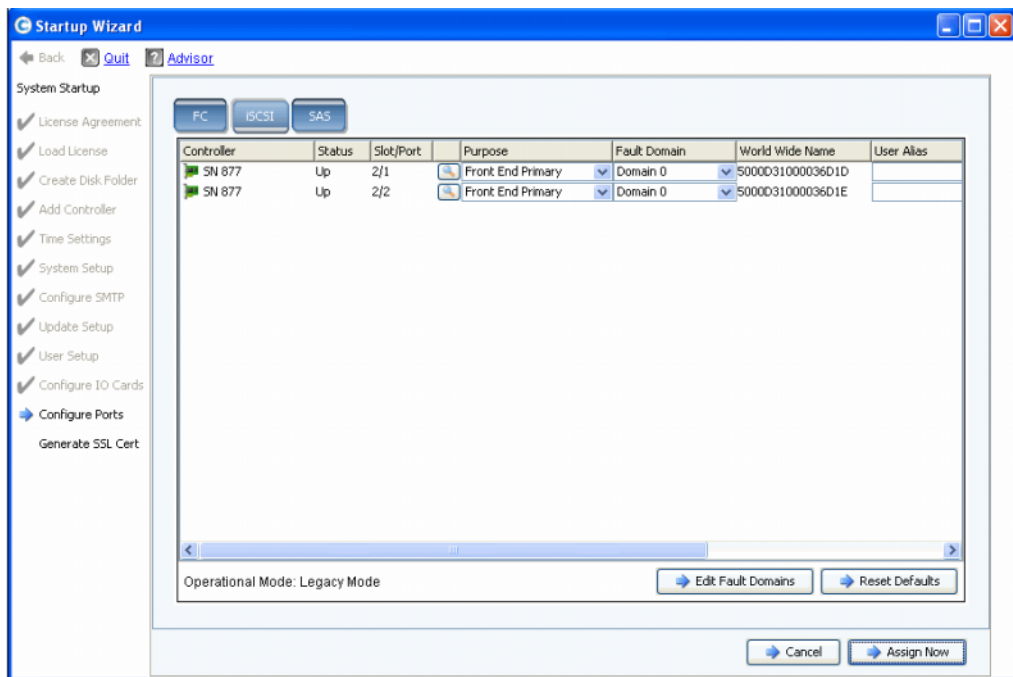 Startup Wizard
Back Quit Advisor
System Startup
License Agreement
Load License
Create Disk Folder
Add Controller
Time Settings
System Setup
Configure SMTP
Update Setup
User Setup
Configure IO Cards
Configure Ports
Generate SSL Cert
FC iSCSI SAS
Controller Status Slot/Port Purpose Fault Domain World Wide Name User Alias
SN 877 Up 2/1 Front End Primary Domain 0 5000D31000036D1D
SN 877 Up 2/2 Front End Primary Domain 0 5000D31000036D1E
Operational Mode: Legacy Mode
Edit Fault Domains Reset Defaults
Cancel Assign Now